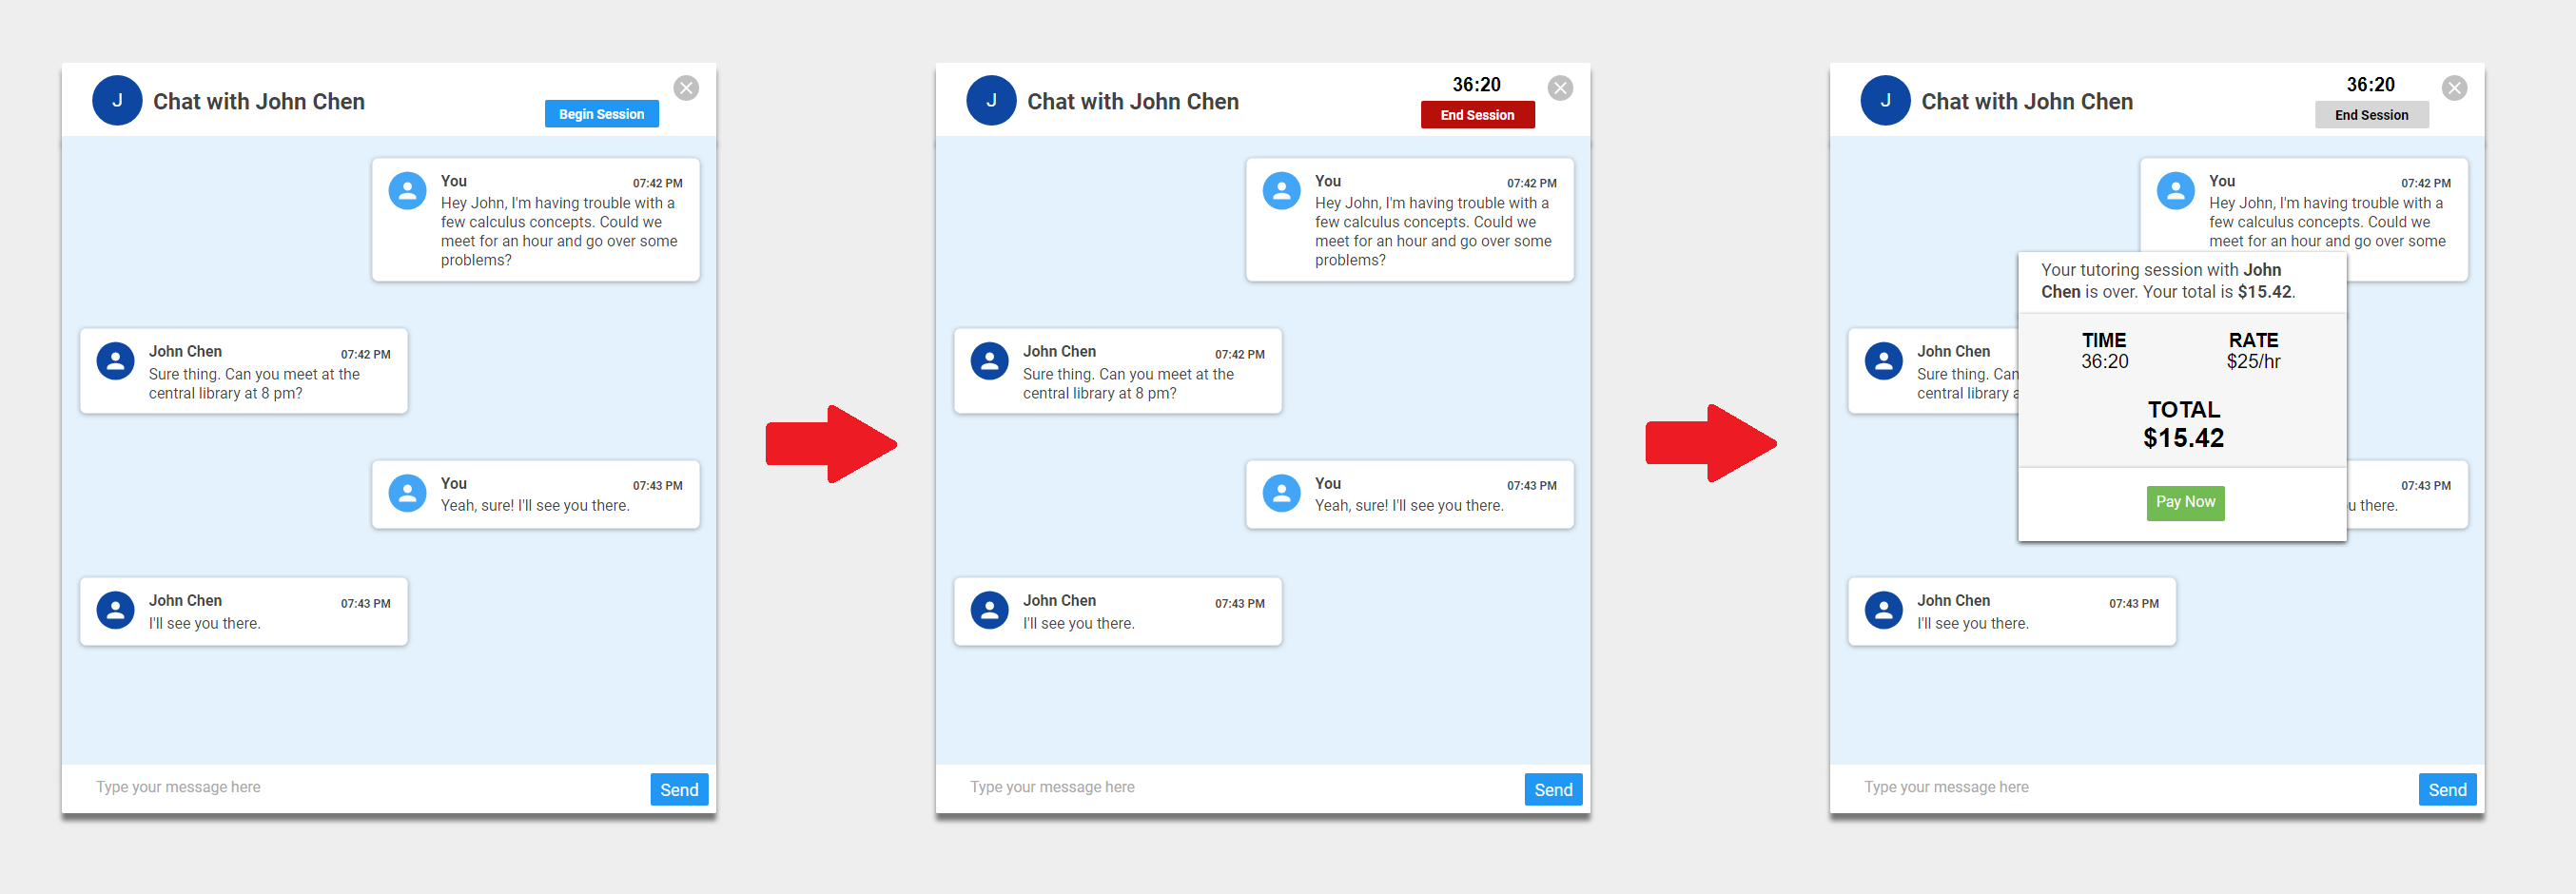 J
Chat with John Chen
Begin Session
You
07:42 PM
Hey John, I'm having trouble with a
few calculus concepts. Could we
meet for an hour and go over some
problems?
John Chen
07:42 PM
Sure thing. Can you meet at the
central library at 8 pm?
You
07:43 PM
Yeah, sure! I'll see you there.
John Chen
07:43 PM
I'll see you there.
Type your message here
Send
J
Chat with John Chen
36:20
End Session
You
07:42 PM
Hey John, I'm having trouble with a
few calculus concepts. Could we
meet for an hour and go over some
problems?
John Chen
07:42 PM
Sure thing. Can you meet at the
central library at 8 pm?
You
07:43 PM
Yeah, sure! I'll see you there.
John Chen
07:43 PM
I'll see you there.
Type your message here
Send
J
Chat with John Chen
36:20
End Session
You
07:42 PM
Hey John, I'm having trouble with a
few calculus concepts. Could we
meet for an hour and go over some
Your tutoring session with John
Chen is over. Your total is $15.42.
TIME
36:20
RATE
$25/hr
TOTAL
$15.42
Pay Now
John Chen
Sure thing. Can
central library a
07:43 PM
u there.
John Chen
07:43 PM
I'll see you there.
Type your message here
Send